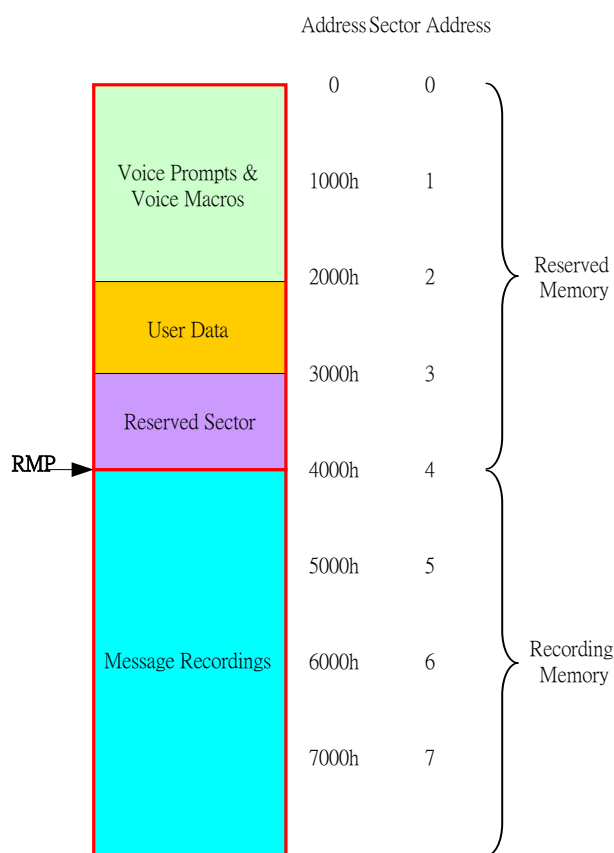 Address Sector Address
0 0
Voice Prompts &
Voice Macros
1000h 1
2000h 2
Reserved
Memory
User Data
3000h 3
Reserved Sector
RMP
4000h 4
5000h 5
Message Recordings
6000h 6
Recording
Memory
7000h 7